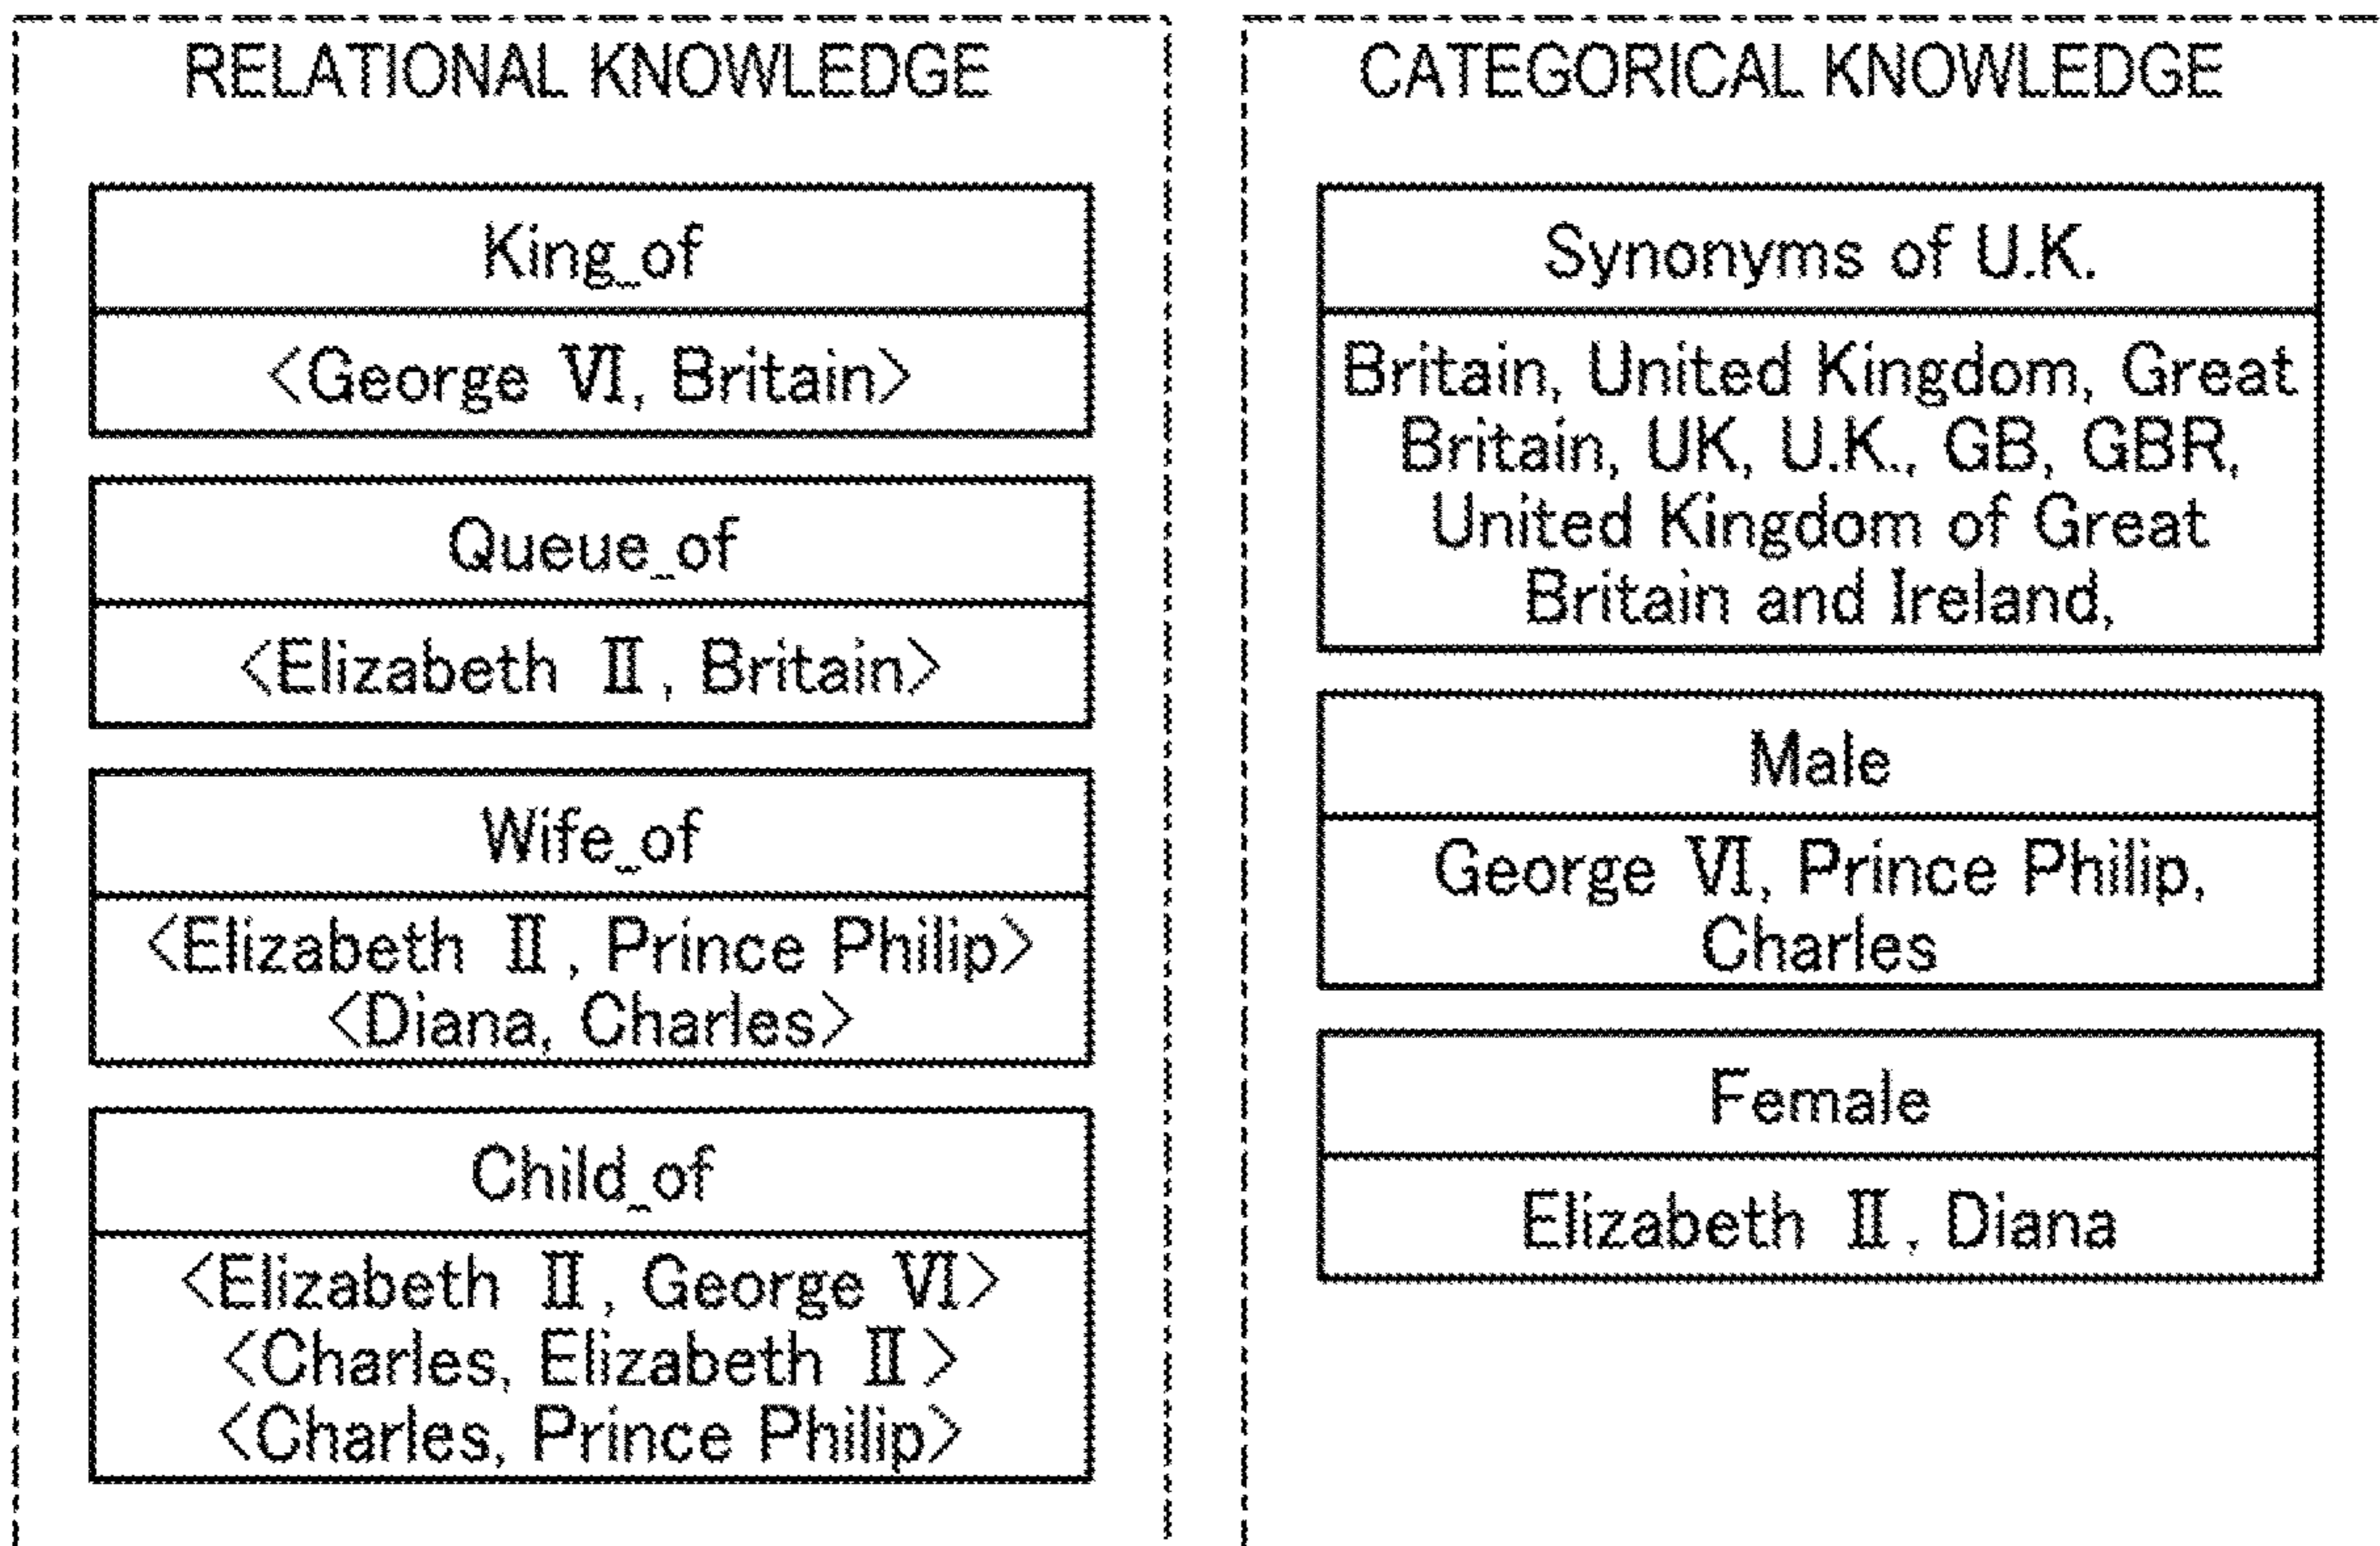 RELATIONAL KNOWLEDGE
King_of
<George Ⅵ, Britain>
Queue_of
<Elizabeth Ⅱ, Britain>
Wife_of
<Elizabeth Ⅱ, Prince Philip>
<Diana, Charles>
Child_of
<Elizabeth Ⅱ, George Ⅵ>
<Charles, Elizabeth Ⅱ>
<Charles, Prince Philip>
CATEGORICAL KNOWLEDGE
Synonyms of U.K.
Britain, United Kingdom, Great
Britain, UK, U.K., GB, GBR,
United Kingdom of Great
Britain and Ireland,
Male
George Ⅵ, Prince Philip,
Charles
Female
Elizabeth Ⅱ, Diana